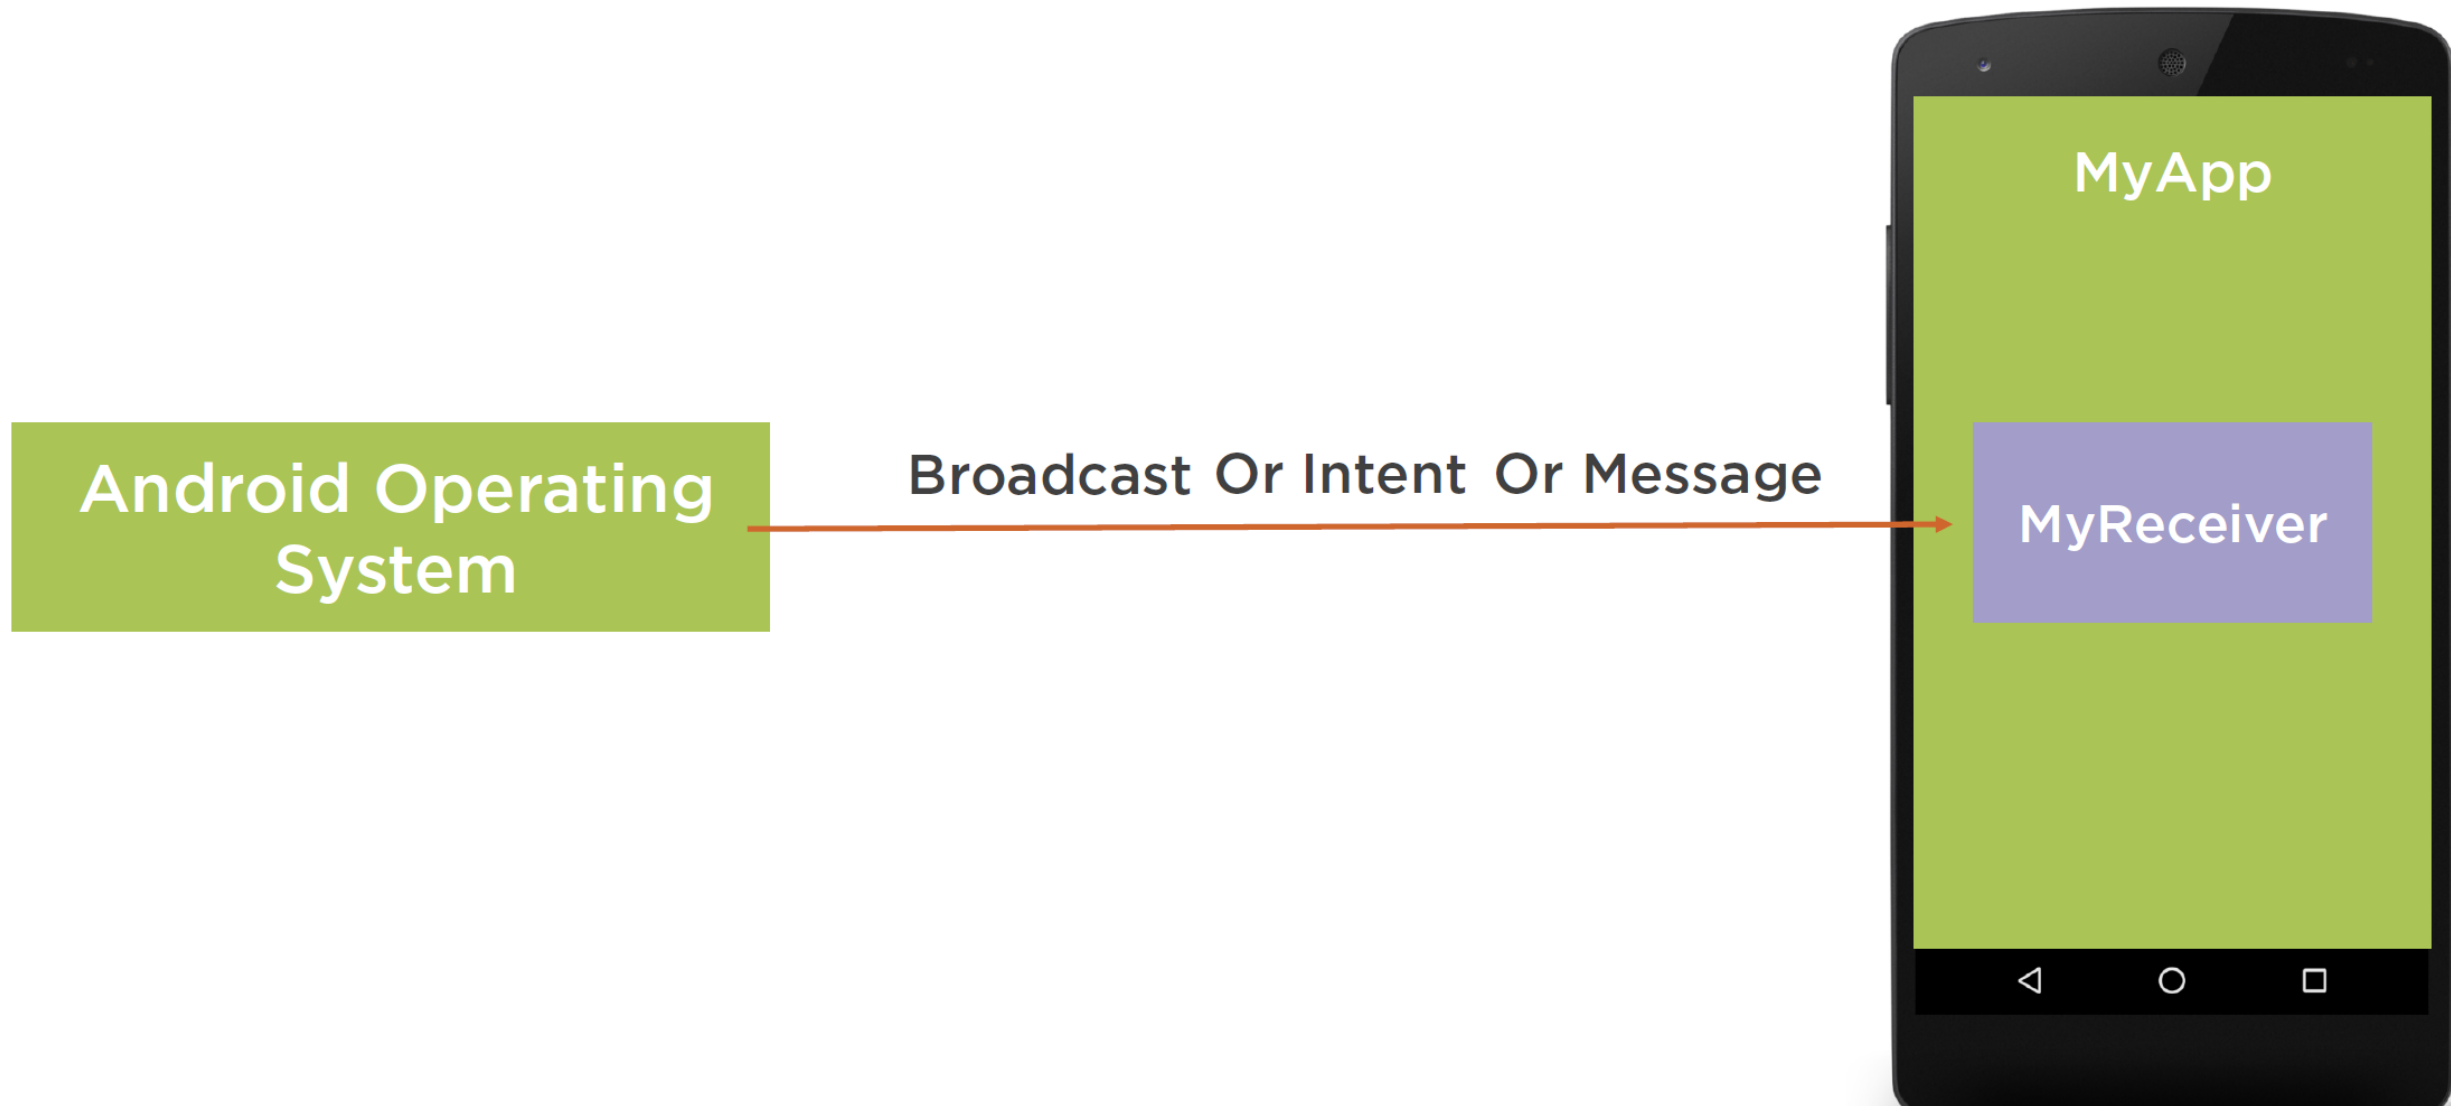 MyApp
Android Operating
System
Broadcast Or Intent Or Message
MyReceiver